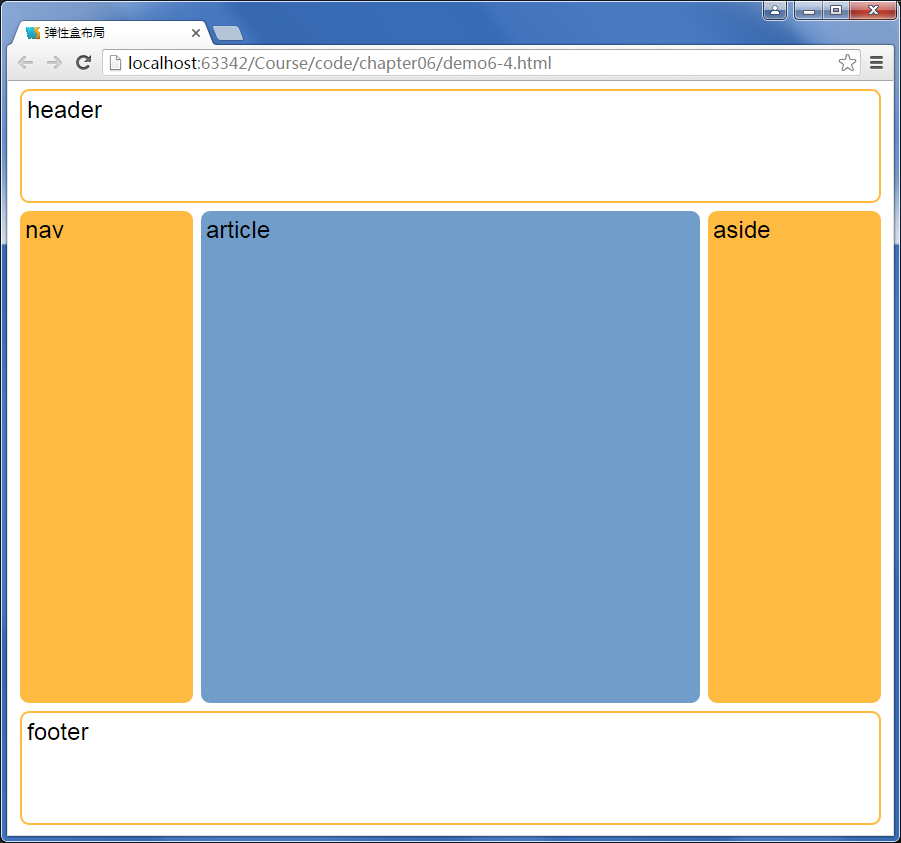 弹性盒布局
localhost:63342/Course/code/chapter06/demo6-4.html
header
nav
article
aside
footer